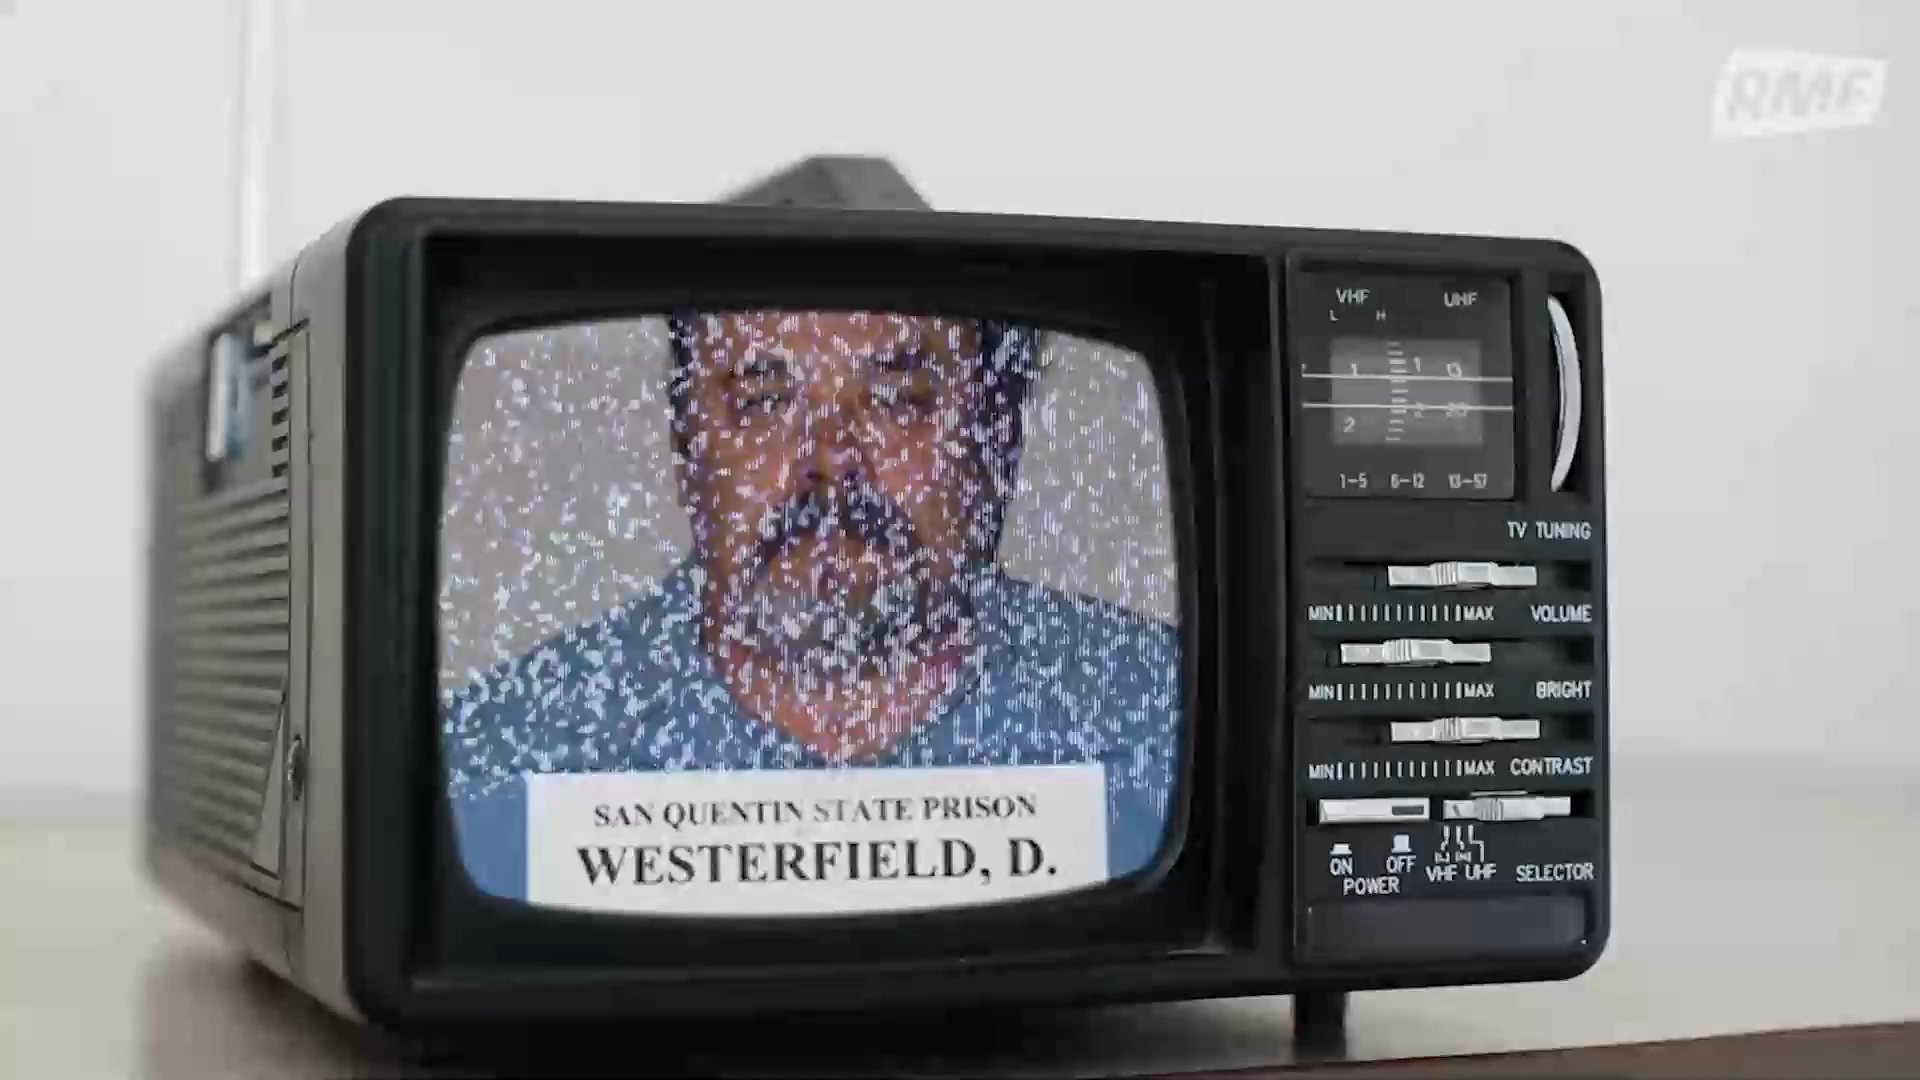 RMF
VHF UHF
L H
1 1 13
2 2 20
1-5 6-12 13-57
TV TUNING
MIN MAX VOLUME
MIN MAX BRIGHT
MIN MAX CONTRAST
ON OFF VHF UHF SELECTOR
POWER
SAN QUENTIN STATE PRISON
WESTERFIELD, D.